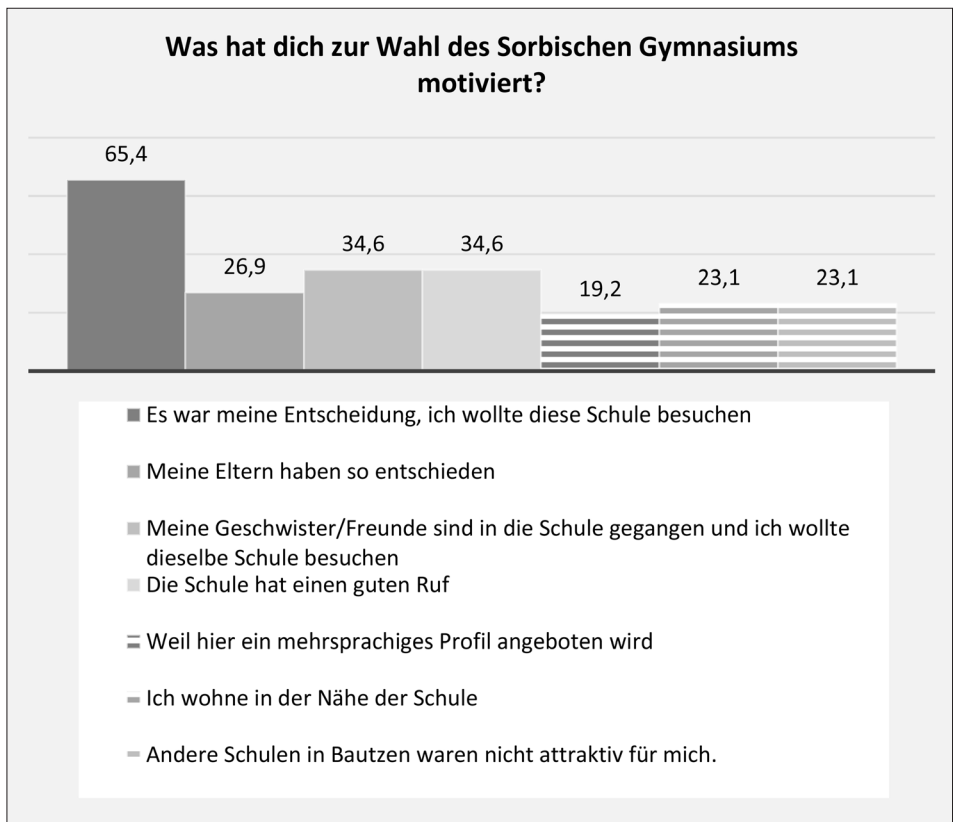 Was hat dich zur Wahl des Sorbischen Gymnasiums
motiviert?
65,4
26,9
34,6
34,6
19,2
23,1
23,1
Es war meine Entscheidung, ich wollte diese Schule besuchen
Meine Eltern haben so entschieden
Meine Geschwister/Freunde sind in die Schule gegangen und ich wollte
dieselbe Schule besuchen
Die Schule hat einen guten Ruf
Weil hier ein mehrsprachiges Profil angeboten wird
Ich wohne in der Nähe der Schule
Andere Schulen in Bautzen waren nicht attraktiv für mich.